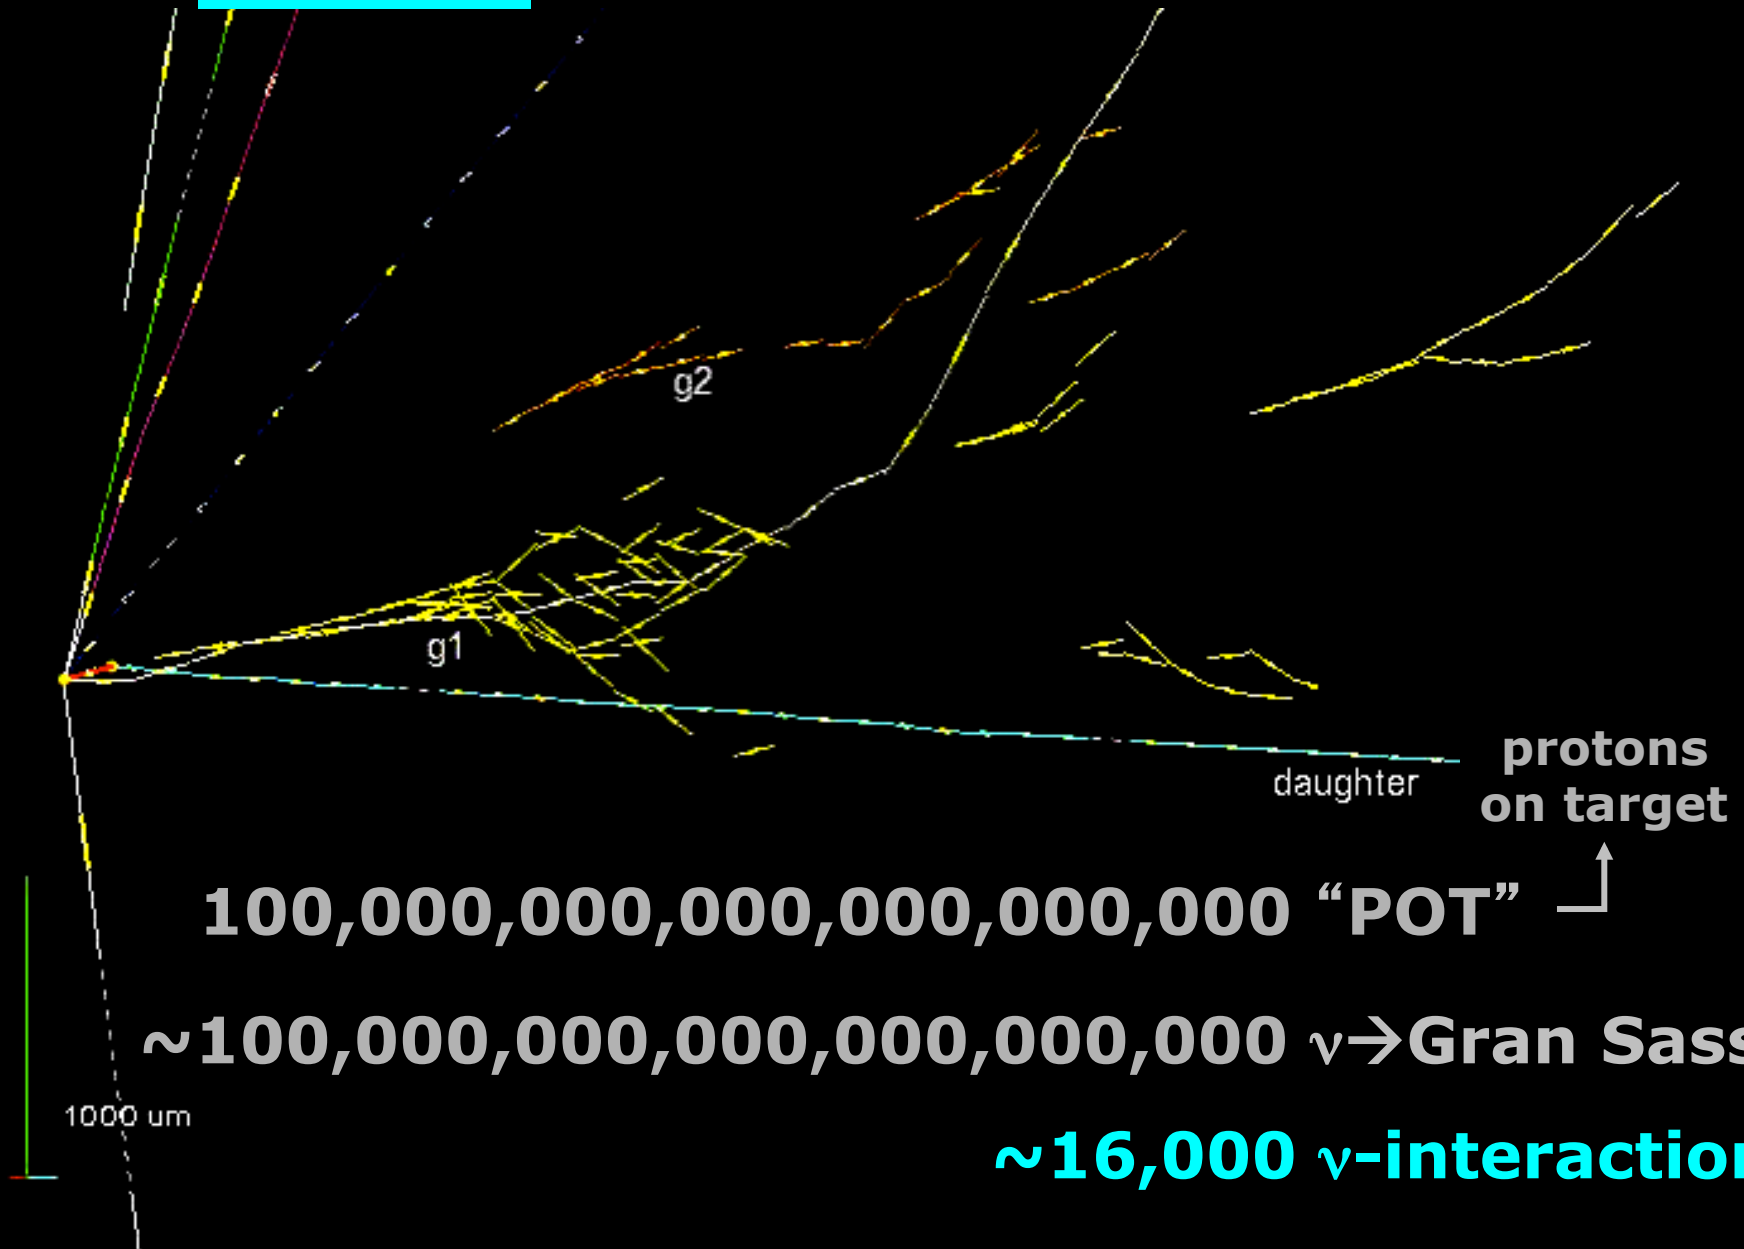 g2
g1
daughter
protons
on target
100,000,000,000,000,000,000 “POT”
~100,000,000,000,000,000,000 ν→Gran Sass
1000 um
~16,000 ν-interaction